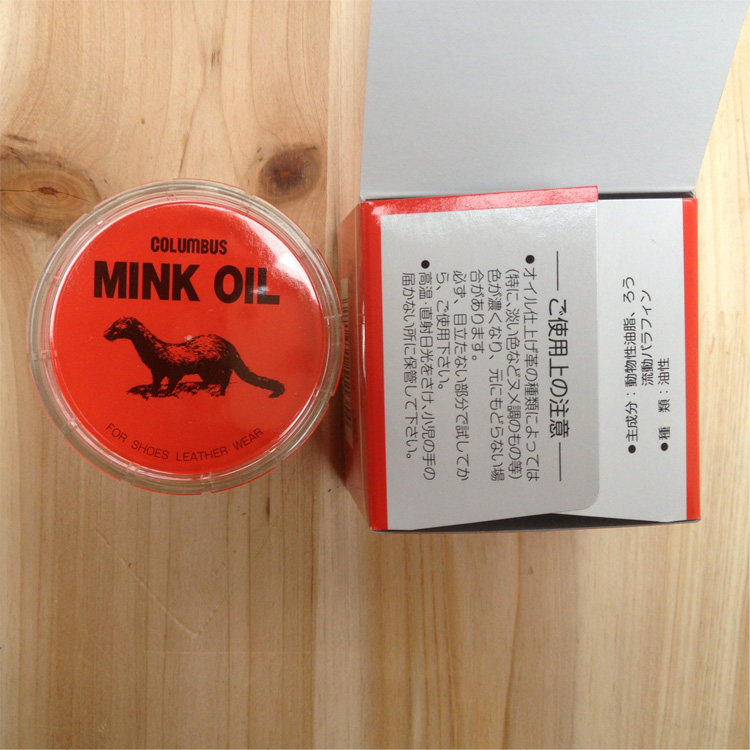 COLUMBUS
MINK OIL
FOR SHOES LEATHER WEAR
ご使用上の注意
●オイル仕上げ革の種類によっては
(特に、淡い色などヌメ調のもの等)
色が濃くなり、元にもどらない場
合があります。
必ず、目立たない部分で試してか
ら、ご使用下さい。
●高温・直射日光をさけ、小児の手の
届かない所に保管して下さい。
●主成分：動物性油脂、ろう
流動パラフィン
●種 類：油性